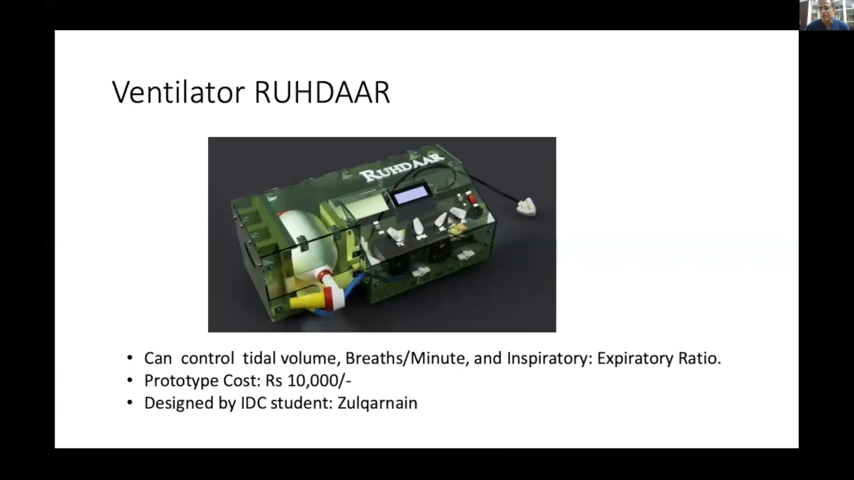 Ventilator RUHDAAR
RUHDAAR
• Can control tidal volume, Breaths/Minute, and Inspiratory: Expiratory Ratio.
• Prototype Cost: Rs 10,000/-
• Designed by IDC student: Zulqarnain